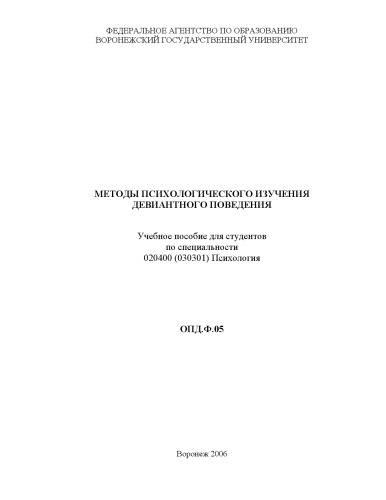 ФЕДЕРАЛЬНОЕ АГЕНТСТВО ПО ОБРАЗОВАНИЮ
ВОРОНЕЖСКИЙ ГОСУДАРСТВЕННЫЙ УНИВЕРСИТЕТ
МЕТОДЫ ПСИХОЛОГИЧЕСКОГО ИЗУЧЕНИЯ
ДЕВИАНТНОГО ПОВЕДЕНИЯ
Учебное пособие для студентов
по специальности
020400 (030301) Психология
ОПД.Ф.05
Воронеж 2006